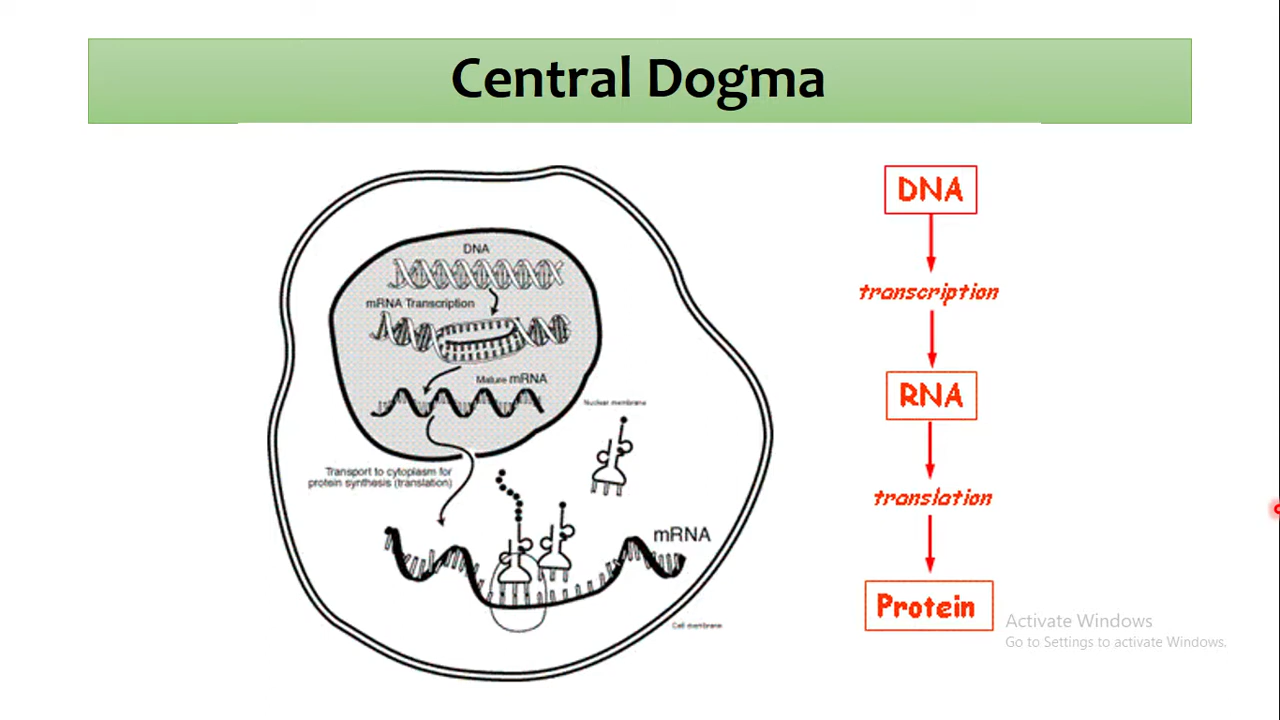 Central Dogma
DNA
mRNA Transcription
Mature mRNA
Nuclear membrane
Transport to cytoplasm for
protein synthesis (translation)
mRNA
Cell membrane
DNA
transcription
RNA
translation
Protein
Activate Windows
Go to Settings to activate Windows.